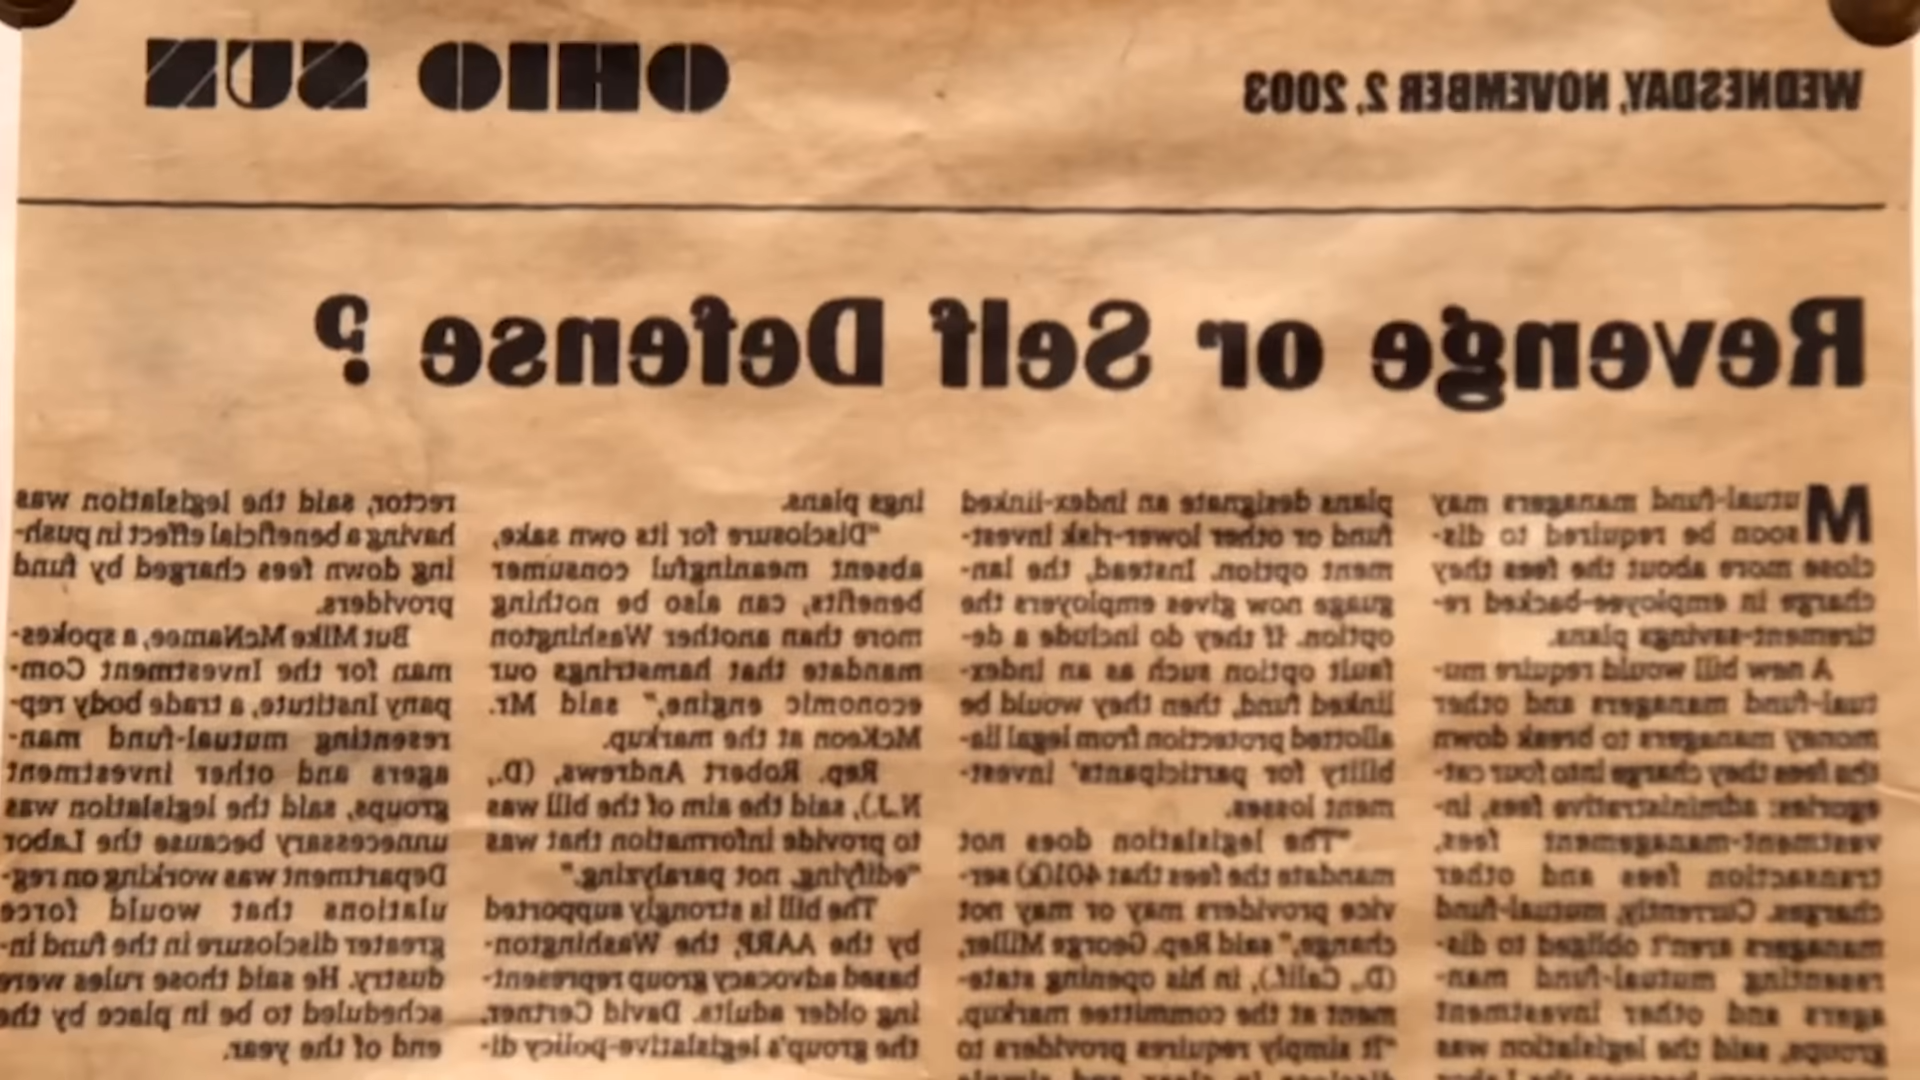 WEDNESDAY, NOVEMBER 2, 2003
OHIO SUN
Revenge or Self Defense ?
Mutual-fund managers may
soon be required to dis-
close more about the fees they
charge in employee-backed re-
tirement-savings plans.
A new bill would require mu-
tual-fund managers and other
money managers to break down
the fees they charge into four cat-
egories: administrative fees, in-
vestment-management fees,
transaction fees and other
charges. Currently, mutual-fund
managers aren't obliged to dis-
resenting mutual-fund man-
agers and other investment
groups, said the legislation was
plans designate an index-linked
fund or other lower-risk invest-
ment option. Instead, the lan-
guage now gives employers the
option. If they do include a de-
fault option such as an index-
linked fund, then they would be
allotted protection from legal lia-
bility for participants' invest-
ment losses.
"The legislation does not
mandate the fees that 401(k) ser-
vice providers may or may not
change," said Rep. George Miller,
(D., Calif.), in his opening state-
ment at the committee markup.
"It simply requires providers to
ings plans.
"Disclosure for its own sake,
absent meaningful consumer
benefits, can also be nothing
more than another Washington
mandate that hamstrings our
economic engine," said Mr.
McKeon at the markup.
Rep. Robert Andrews, (D.,
N.J.), said the aim of the bill was
to provide information that was
"edifying, not paralyzing."
The bill is strongly supported
by the AARP, the Washington-
based advocacy group represent-
ing older adults. David Certner,
the group's legislative-policy di-
rector, said the legislation was
having a beneficial effect in push-
ing down fees charged by fund
providers.
But Mike McNamee, a spokes-
man for the Investment Com-
pany Institute, a trade body rep-
resenting mutual-fund man-
agers and other investment
groups, said the legislation was
unnecessary because the Labor
Department was working on reg-
ulations that would force
greater disclosure in the fund in-
dustry. He said those rules were
scheduled to be in place by the
end of the year.